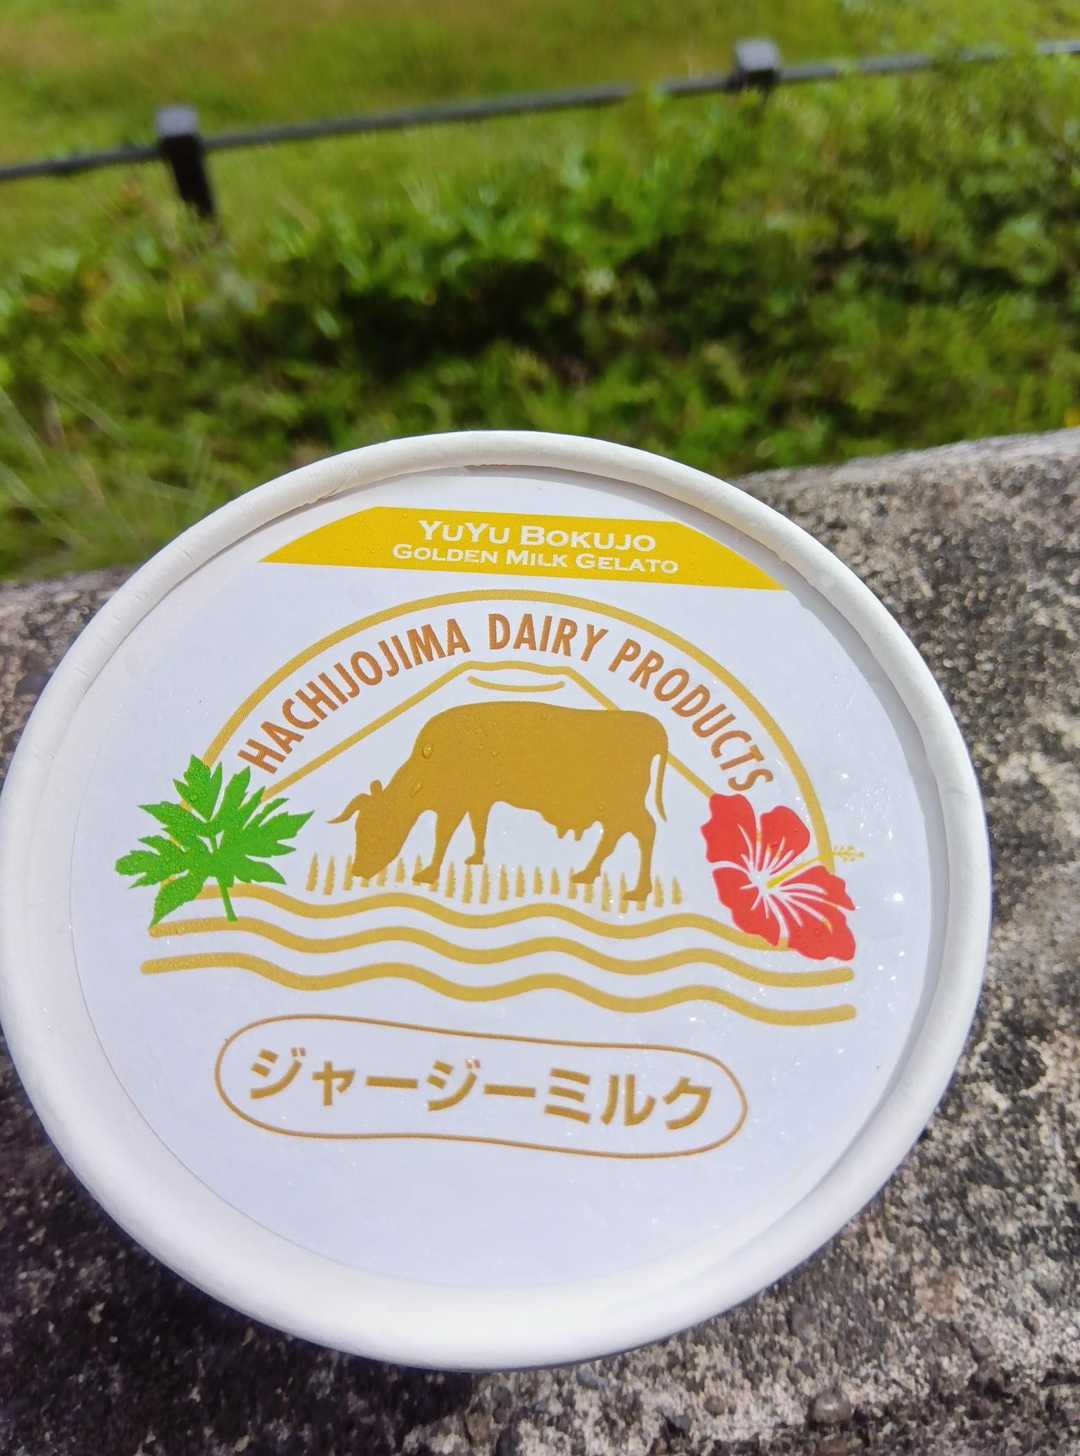 YUYU BOKUJO
GOLDEN MILK GELATO
HACHIJOJIMA DAIRY PRODUCTS
ジャージーミルク